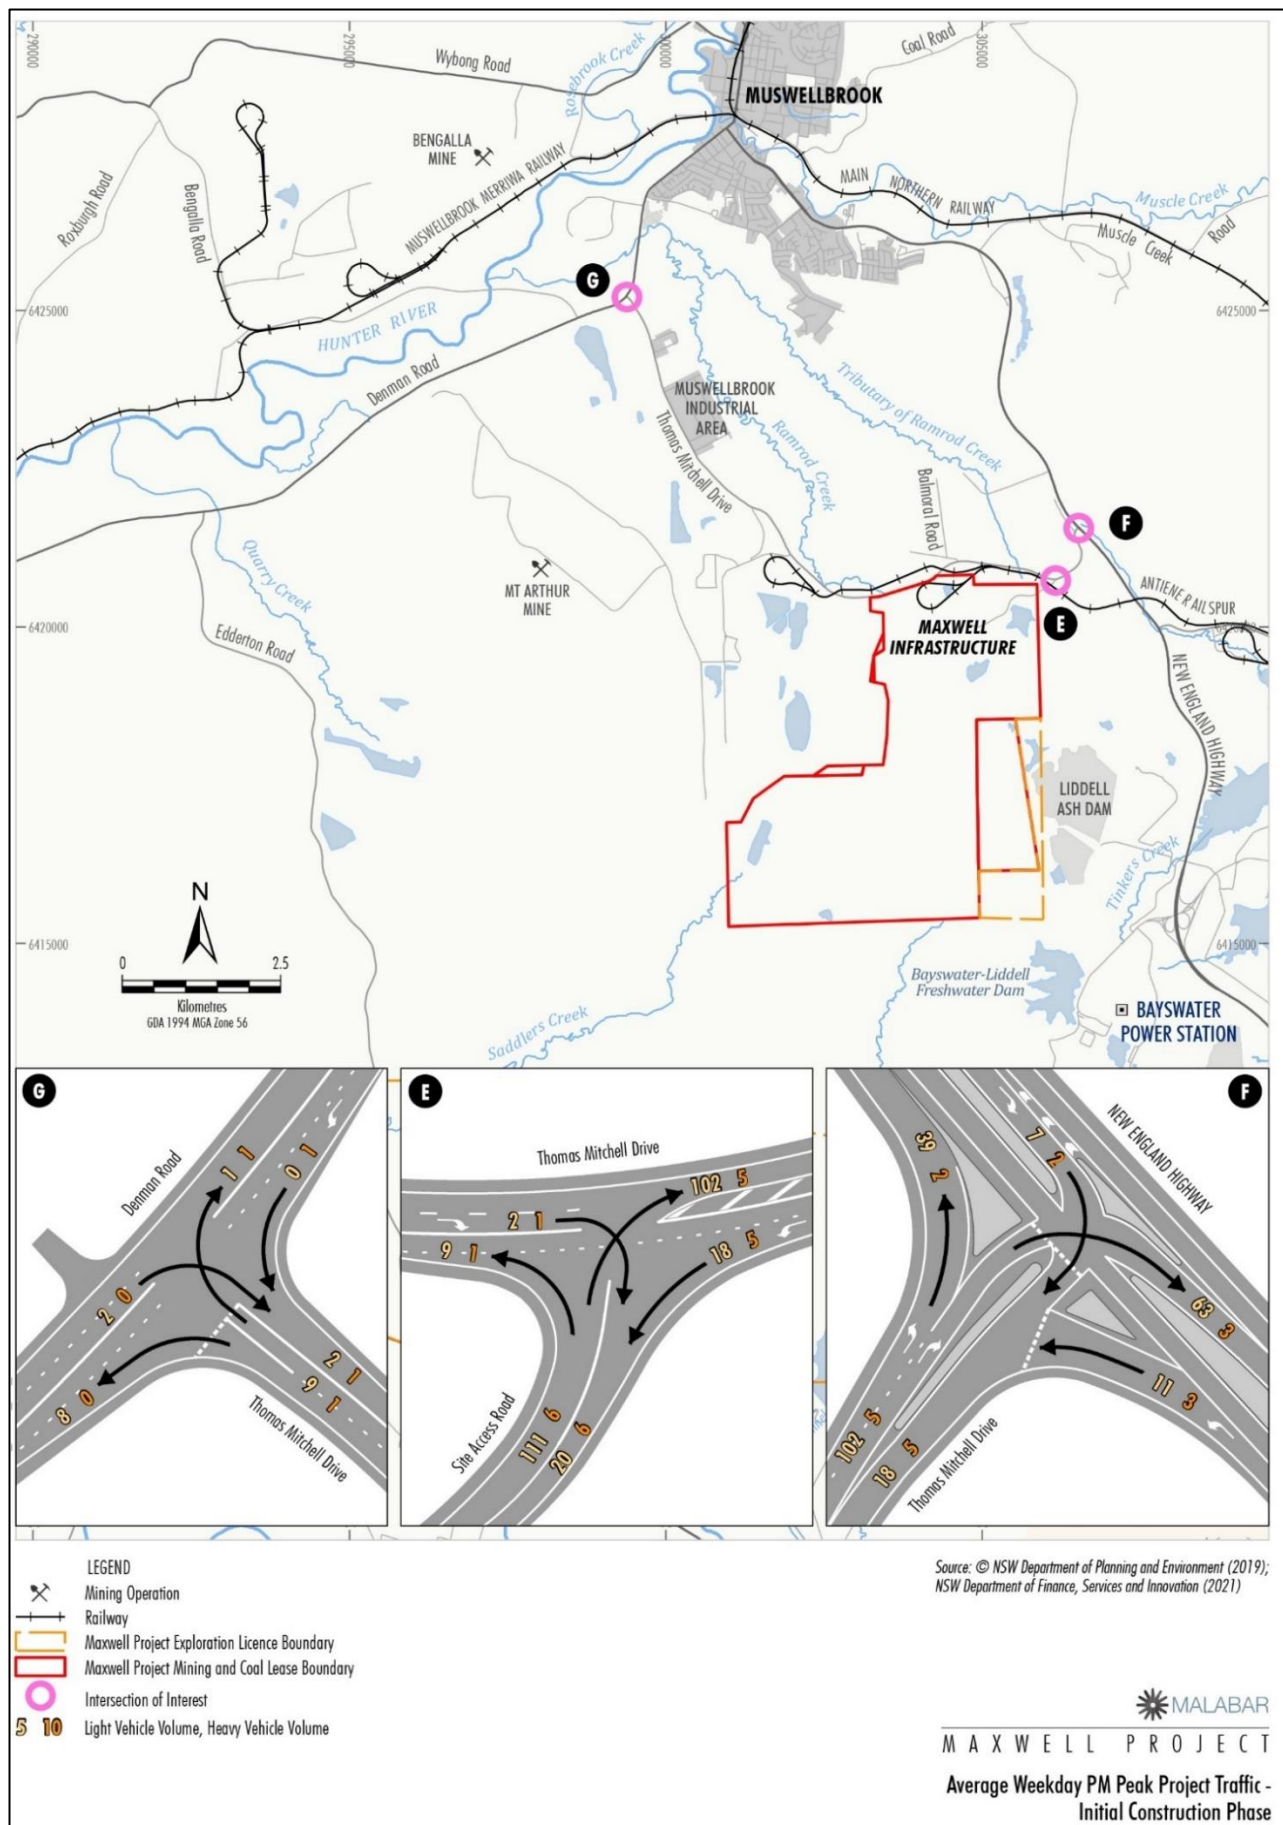 290000
295000
300000
305000
Coal Road
Wybong Road
Rosebrook Creek
MUSWELLBROOK
BENGALLA
MINE
MUSWELLBROOK MERRIWA RAILWAY
MAIN NORTHERN RAILWAY
Muscle Creek
Muscle Creek Road
Roxburgh Road
Bengalla Road
G
6425000
6425000
HUNTER RIVER
Denman Road
MUSWELLBROOK
INDUSTRIAL
AREA
Tributary of Ramrod Creek
Ramrod Creek
Thomas Mitchell Drive
Balmoral Road
F
Quarry Creek
MT ARTHUR
MINE
ANTIENE RAIL SPUR
E
6420000
MAXWELL
INFRASTRUCTURE
Edderton Road
NEW ENGLAND HIGHWAY
LIDDELL
ASH DAM
Tinkers Creek
N
6415000
6415000
0 2.5
Kilometres
GDA 1994 MGA Zone 56
Bayswater-Liddell
Freshwater Dam
BAYSWATER
POWER STATION
Saddlers Creek
G
Denman Road
1 1
0 1
2 0
8 0
2 1
9 1
Thomas Mitchell Drive
E
Thomas Mitchell Drive
102 5
2 1
9 1
18 5
Site Access Road
111 6
20 6
F
NEW ENGLAND HIGHWAY
39 2
7 2
63 3
11 3
102 5
18 5
Thomas Mitchell Drive
LEGEND
Mining Operation
Railway
Maxwell Project Exploration Licence Boundary
Maxwell Project Mining and Coal Lease Boundary
Intersection of Interest
5 10 Light Vehicle Volume, Heavy Vehicle Volume
Source: © NSW Department of Planning and Environment (2019);
NSW Department of Finance, Services and Innovation (2021)
MALABAR
MAXWELL PROJECT
Average Weekday PM Peak Project Traffic -
Initial Construction Phase